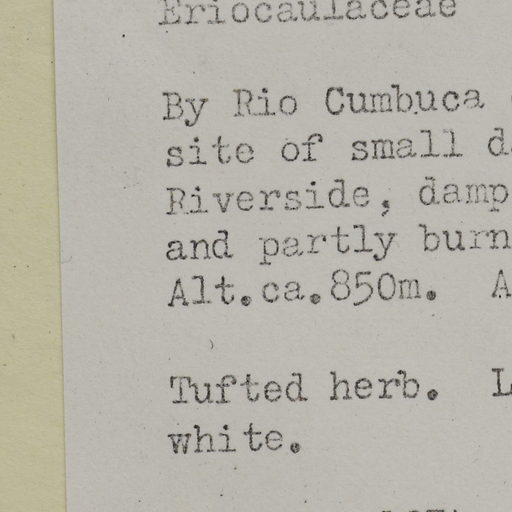 Eriocaulaceae
By Rio Cumbuca
site of small
Riverside, damp
and partly burn
Alt.ca.850m. A
Tufted herb. L
white.